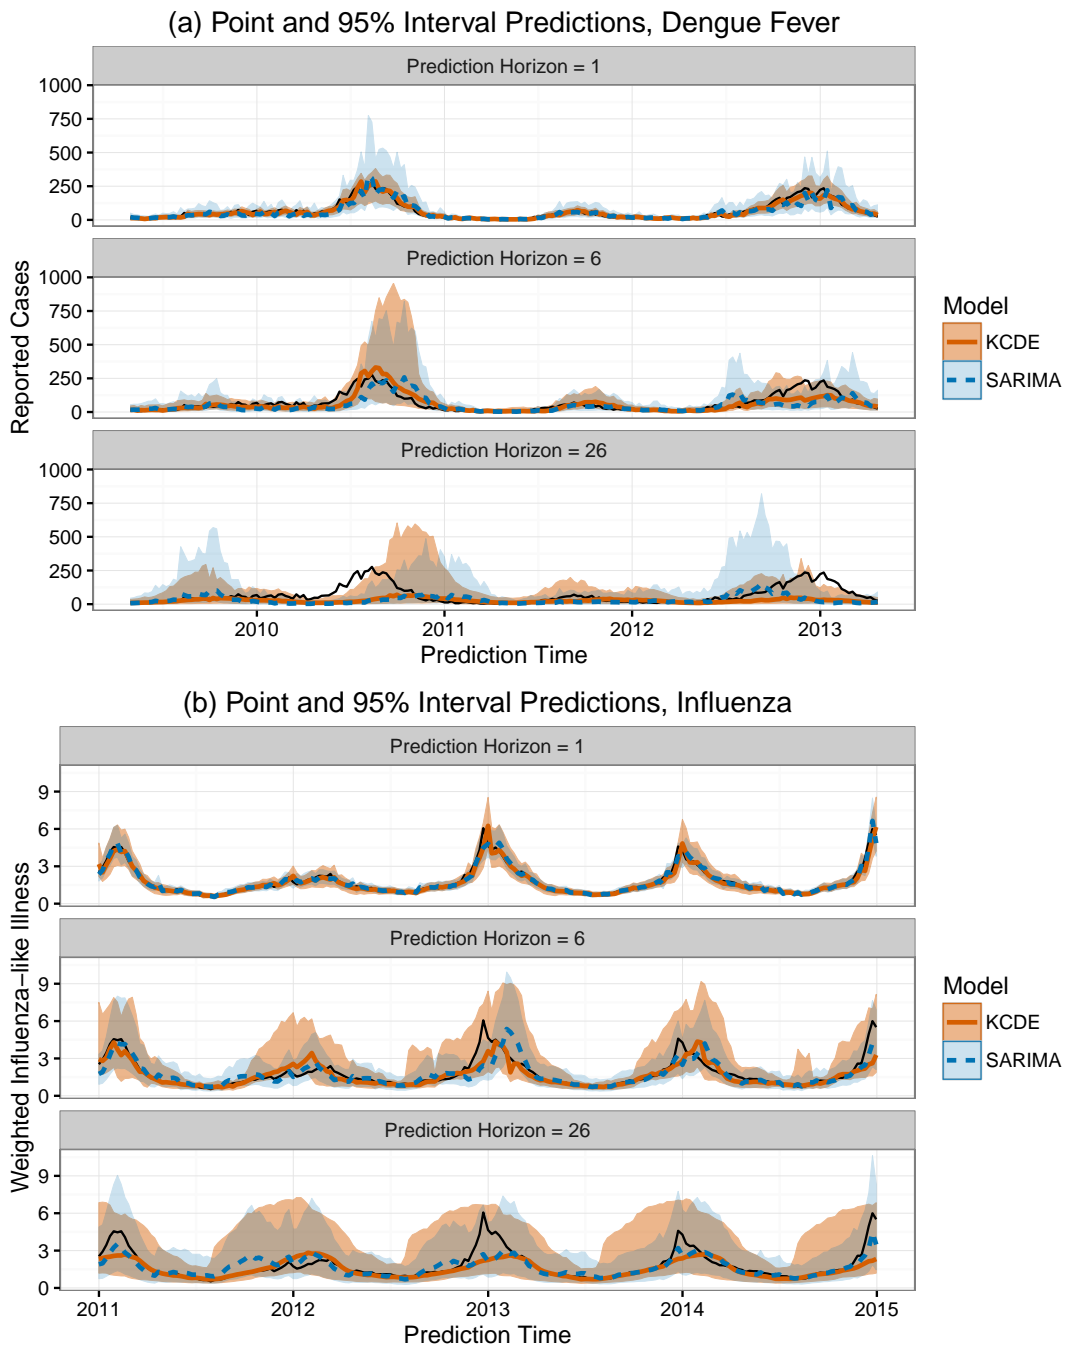 (a) Point and 95% Interval Predictions, Dengue Fever
Prediction Horizon = 1
1000
750
500
250
0
Prediction Horizon = 6
1000
750
500
250
0
Prediction Horizon = 26
1000
750
500
250
0
2010
2011
2012
2013
Prediction Time
Reported Cases
Model
KCDE
SARIMA
(b) Point and 95% Interval Predictions, Influenza
Prediction Horizon = 1
9
6
3
0
Prediction Horizon = 6
9
6
3
0
Prediction Horizon = 26
9
6
3
0
2011
2012
2013
2014
2015
Prediction Time
Weighted Influenza−like Illness
Model
KCDE
SARIMA